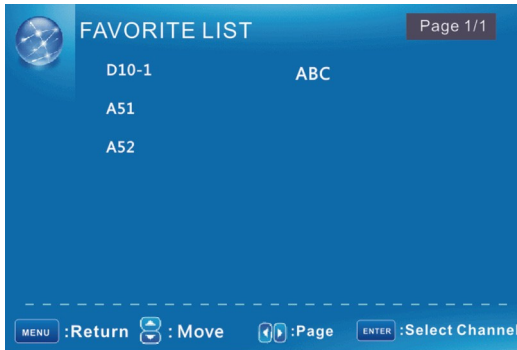 FAVORITE LIST Page 1/1
D10-1 ABC
A51
A52
MENU :Return : Move :Page ENTER :Select Channel